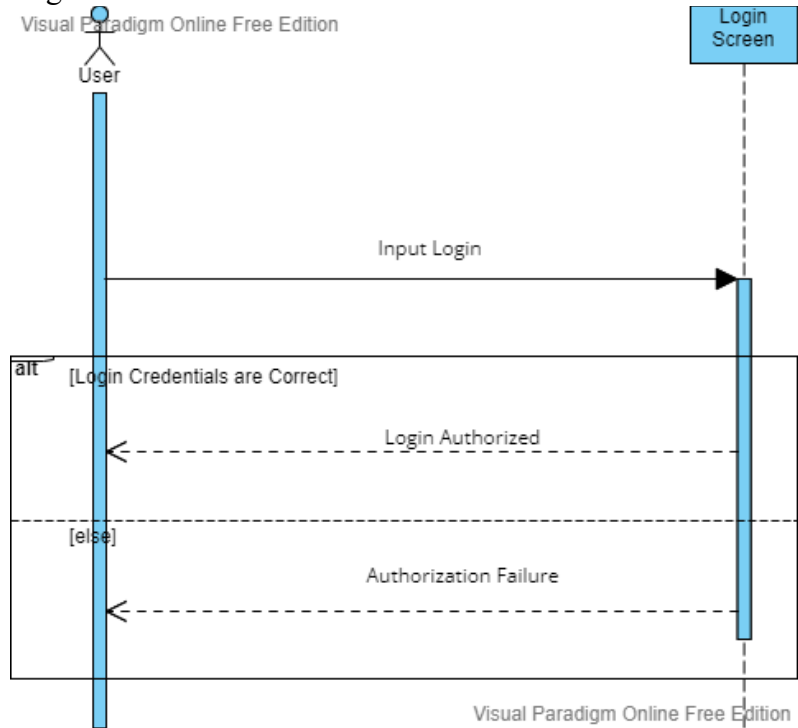 Visual Paradigm Online Free Edition
User
Login
Screen
Input Login
alt
[Login Credentials are Correct]
Login Authorized
[else]
Authorization Failure
Visual Paradigm Online Free Edition